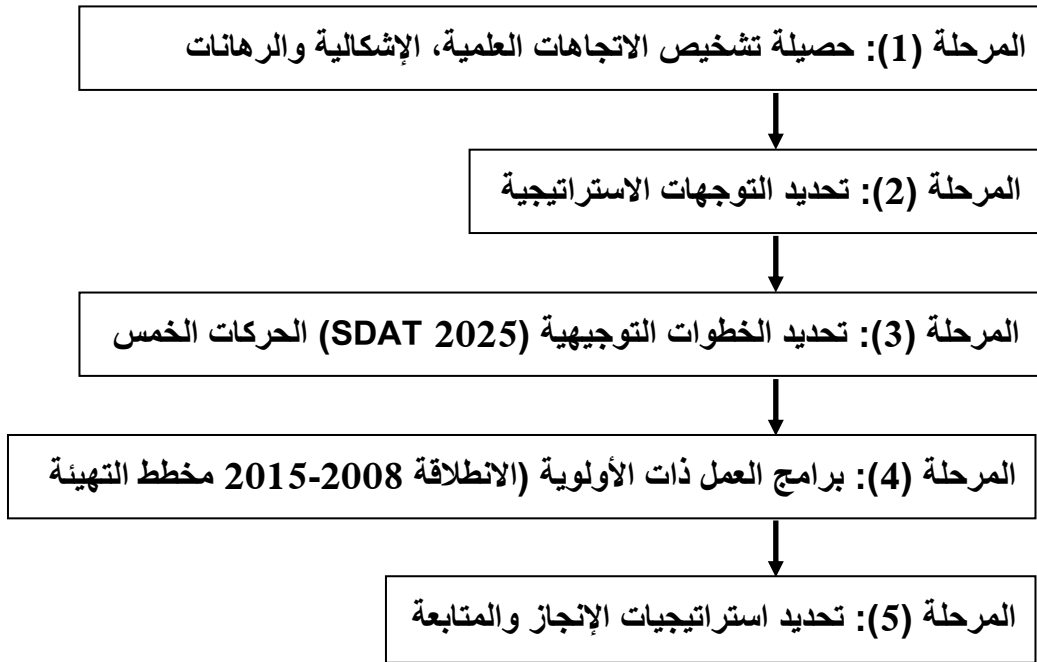 المرحلة (1): حصيلة تشخيص الاتجاهات العلمية، الإشكالية والرهانات
المرحلة (2): تحديد التوجهات الاستراتيجية
المرحلة (3): تحديد الخطوات التوجيهية (SDAT 2025) الحركات الخمس
المرحلة (4): برامج العمل ذات الأولوية (الانطلاقة 2008-2015 مخطط التهيئة
المرحلة (5): تحديد استراتيجيات الإنجاز والمتابعة